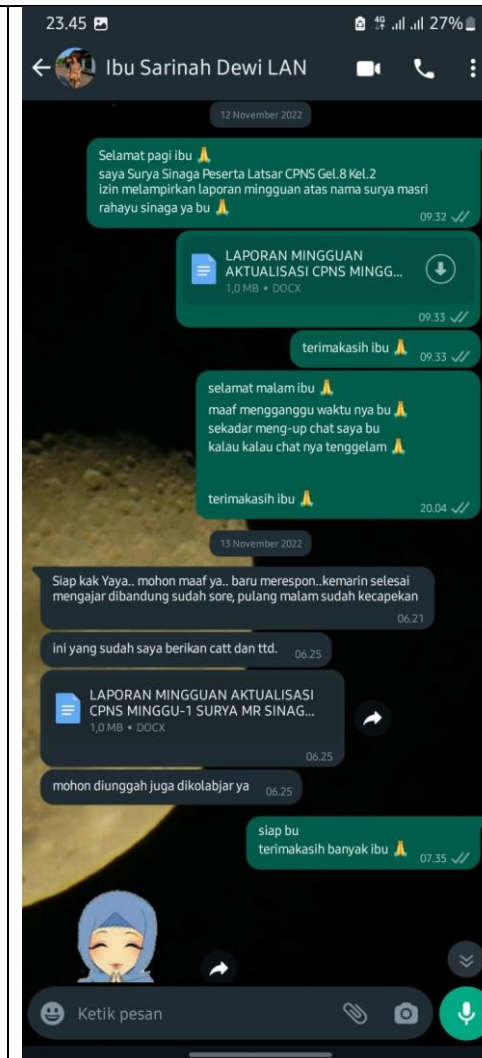 23.45
4G
27%
Ibu Sarinah Dewi LAN
12 November 2022
Selamat pagi ibu 🙏
saya Surya Sinaga Peserta Latsar CPNS Gel.8 Kel.2
izin melampirkan laporan mingguan atas nama surya masri
rahayu sinaga ya bu 🙏
09.32
LAPORAN MINGGUAN
AKTUALISASI CPNS MINGG...
1,0 MB • DOCX
09.33
terimakasih ibu 🙏
09.33
selamat malam ibu 🙏
maaf mengganggu waktu nya bu 🙏
sekadar meng-up chat saya bu
kalau kalau chat nya tenggelam 🙏
terimakasih ibu 🙏
20.04
13 November 2022
Siap kak Yaya.. mohon maaf ya.. baru merespon..kemarin selesai
mengajar dibandung sudah sore, pulang malam sudah kecapekan
06.21
ini yang sudah saya berikan catt dan ttd.
06.25
LAPORAN MINGGUAN AKTUALISASI
CPNS MINGGU-1 SURYA MR SINAG...
1,0 MB • DOCX
06.25
mohon diunggah juga dikolabjar ya
06.25
siap bu
terimakasih banyak ibu 🙏
07.35
Ketik pesan